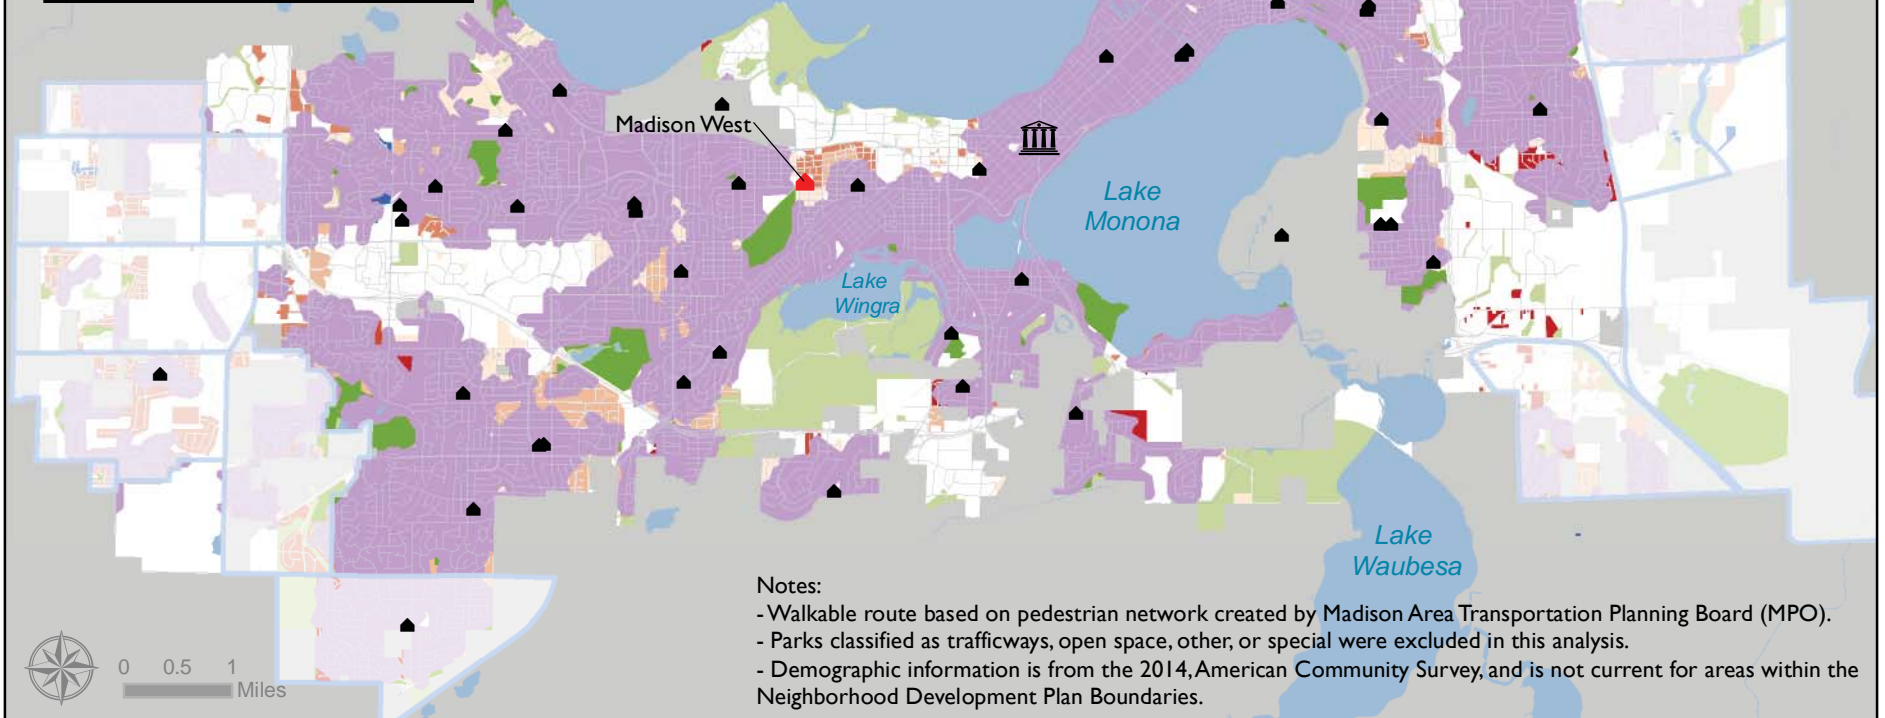 Madison West
Lake
Monona
Lake
Wingra
Lake
Waubesa
Notes:
- Walkable route based on pedestrian network created by Madison Area Transportation Planning Board (MPO).
- Parks classified as trafficways, open space, other, or special were excluded in this analysis.
- Demographic information is from the 2014, American Community Survey, and is not current for areas within the
Neighborhood Development Plan Boundaries.
0 0.5 1
Miles